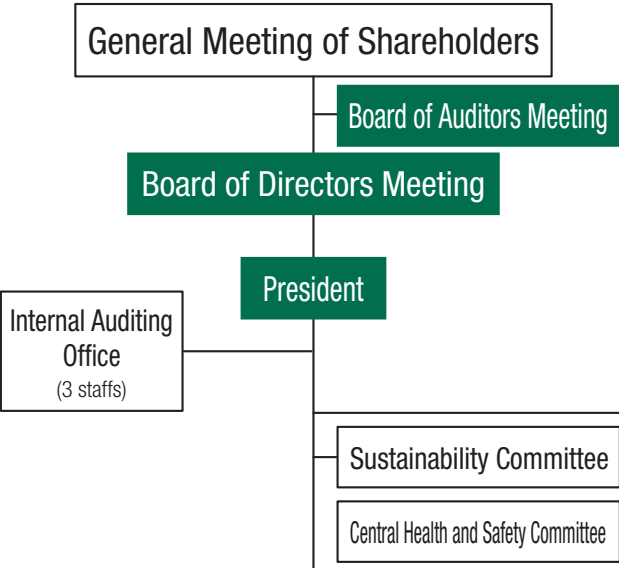 General Meeting of Shareholders
Board of Auditors Meeting
Board of Directors Meeting
President
Internal Auditing
Office
(3 staffs)
Sustainability Committee
Central Health and Safety Committee